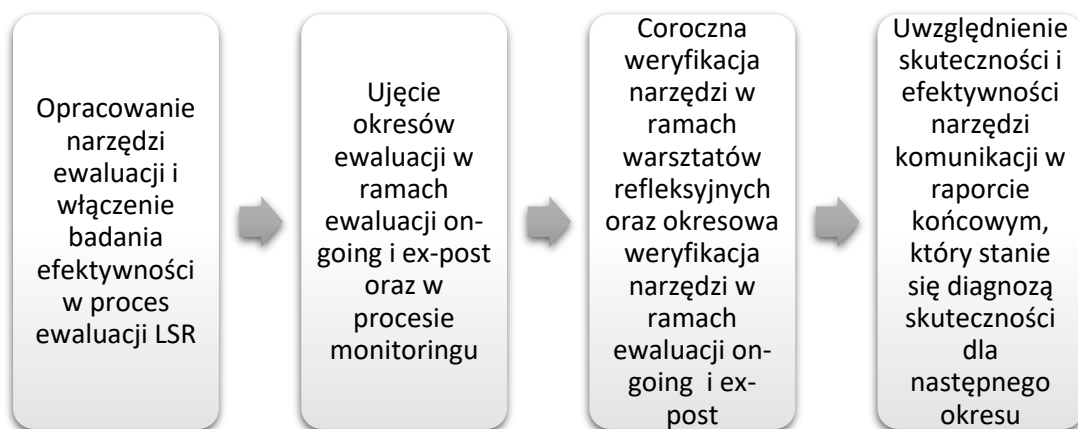 Opracowanie
narzędzi
ewaluacji i
włączenie
badania
efektywności
w proces
ewaluacji LSR
Ujęcie
okresów
ewaluacji w
ramach
ewaluacji on-
going i ex-post
oraz w
procesie
monitoringu
Coroczna
weryfikacja
narzędzi w
ramach
warsztatów
refleksyjnych
oraz okresowa
weryfikacja
narzędzi w
ramach
ewaluacji on-
going i ex-
post
Uwzględnienie
skuteczności i
efektywności
narzędzi
komunikacji w
raporcie
końcowym,
który stanie
się diagnozą
skuteczności
dla
następnego
okresu